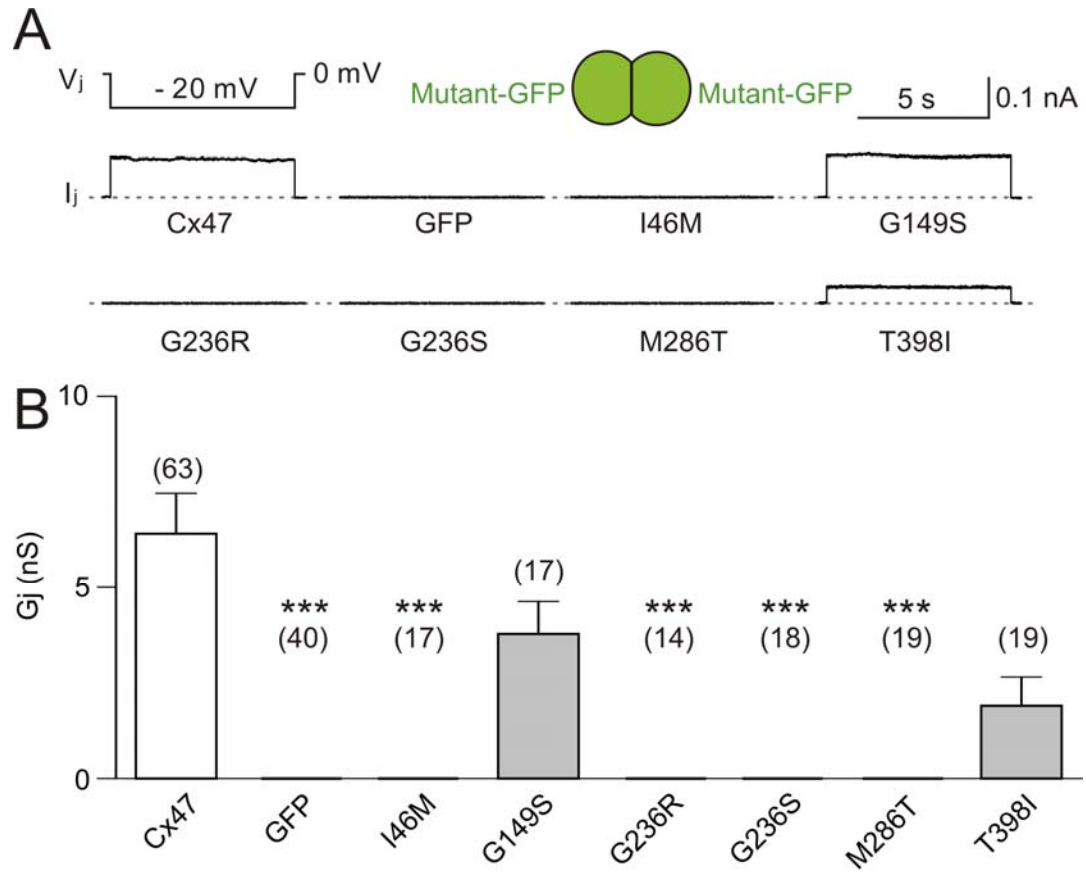 A
Vj - 20 mV 0 mV Mutant-GFP Mutant-GFP 5 s 0.1 nA
Ij
Cx47 GFP I46M G149S
G236R G236S M286T T398I
B
10
(63)
(17)
*** *** *** *** ***
(40) (17) (14) (18) (19) (19)
Gj (nS)
5
0
Cx47 GFP I46M G149S G236R G236S M286T T398I